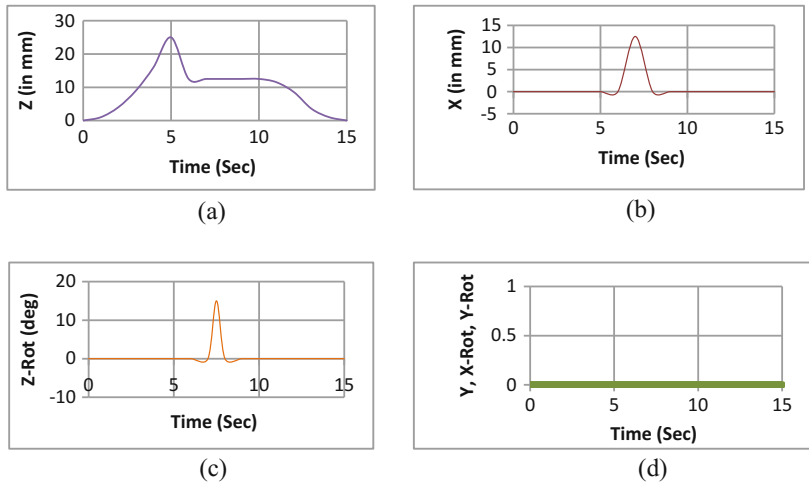 30
20
10
0
0 5 10 15
Z (in mm)
Time (Sec)
(a)
15
10
5
0
-5
0 5 10 15
X (in mm)
Time (Sec)
(b)
20
10
0
-10
0 5 10 15
Z-Rot (deg)
Time (Sec)
(c)
1
0.5
0
0 5 10 15
Y, X-Rot, Y-Rot
Time (Sec)
(d)